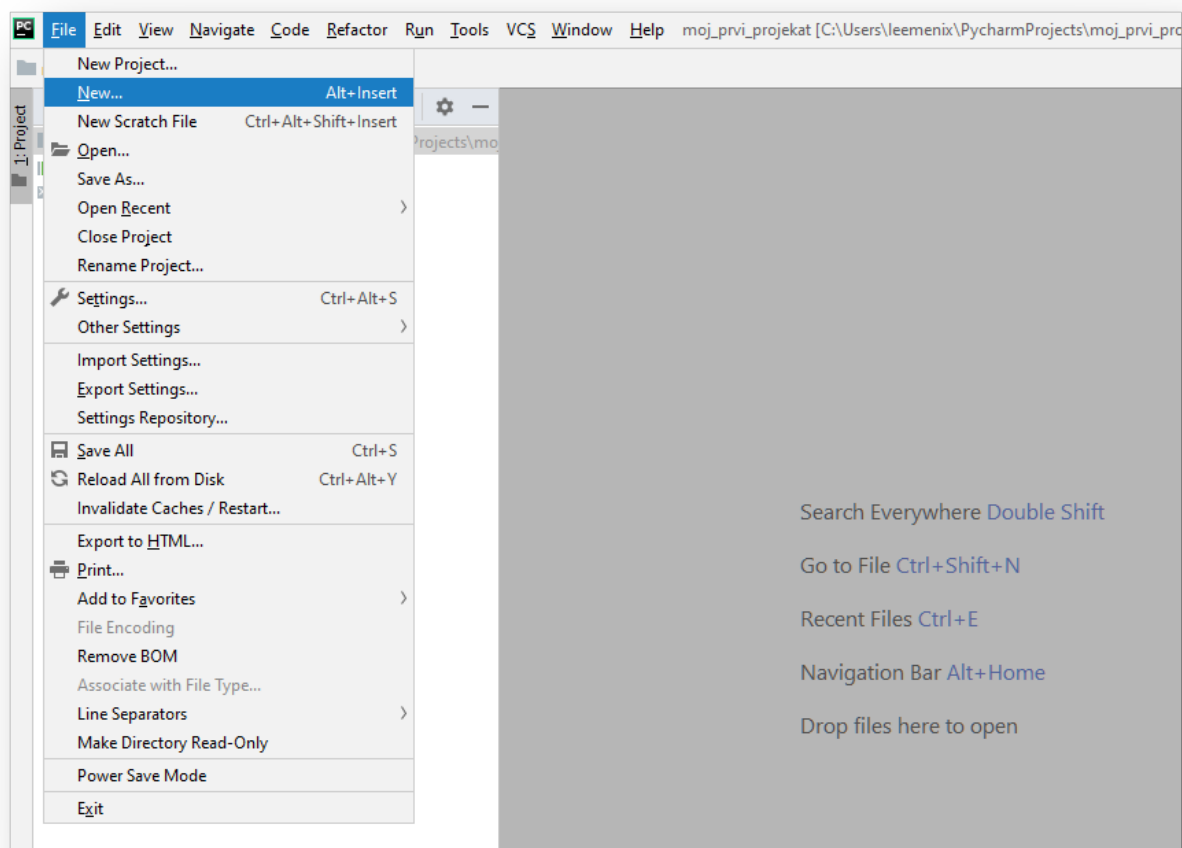 PC File Edit View Navigate Code Refactor Run Tools VCS Window Help moj_prvi_projekat [C:\Users\leemenix\PycharmProjects\moj_prvi_pro
New Project...
New... Alt+Insert
New Scratch File Ctrl+Alt+Shift+Insert
Projects\mo
1: Project
Open...
Save As...
Open Recent
Close Project
Rename Project...
Settings... Ctrl+Alt+S
Other Settings
Import Settings...
Export Settings...
Settings Repository...
Save All Ctrl+S
Reload All from Disk Ctrl+Alt+Y
Invalidate Caches / Restart...
Export to HTML...
Print...
Add to Favorites
File Encoding
Remove BOM
Associate with File Type...
Line Separators
Make Directory Read-Only
Power Save Mode
Exit
Search Everywhere Double Shift
Go to File Ctrl+Shift+N
Recent Files Ctrl+E
Navigation Bar Alt+Home
Drop files here to open